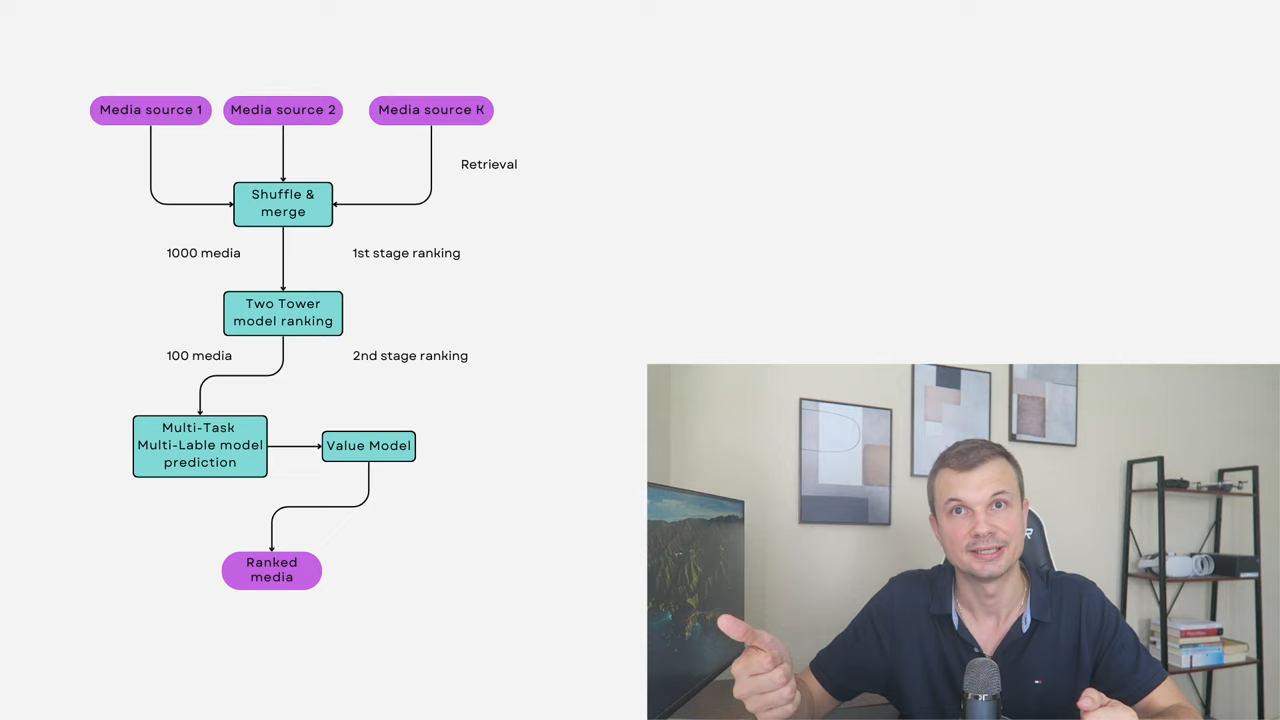 Media source 1
Media source 2
Media source K
Retrieval
Shuffle &
merge
1000 media
1st stage ranking
Two Tower
model ranking
100 media
2nd stage ranking
Multi-Task
Multi-Lable model
prediction
Value Model
Ranked
media